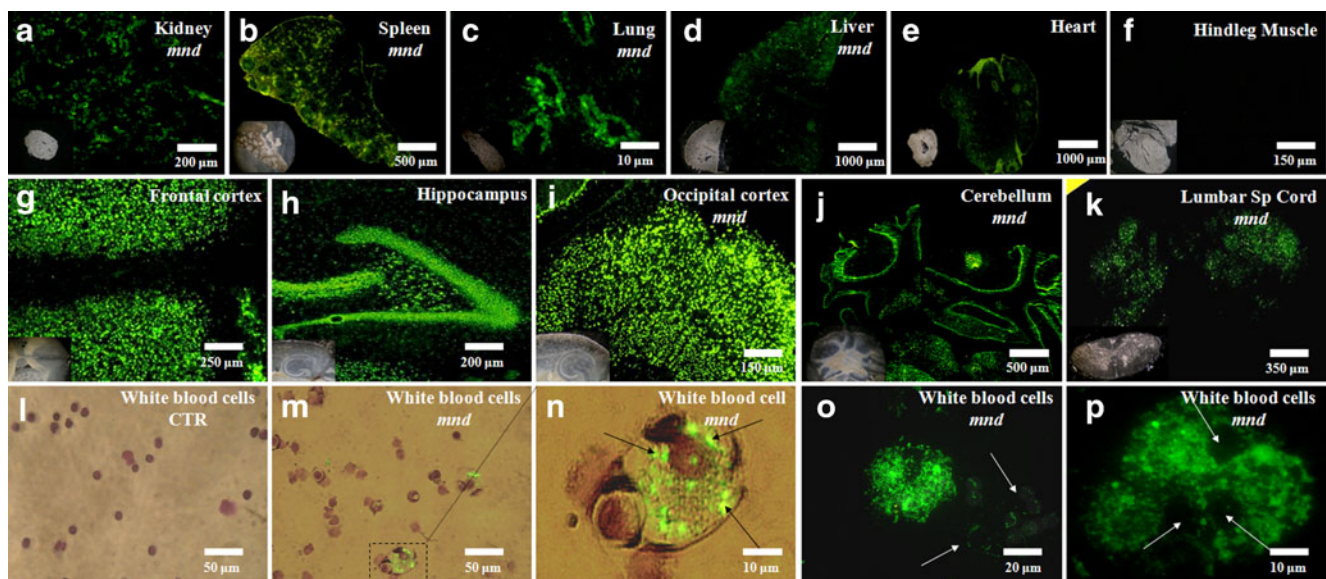 a
Kidney
mnd
200 μm
b
Spleen
mnd
500 μm
c
Lung
mnd
10 μm
d
Liver
mnd
1000 μm
e
Heart
1000 μm
f
Hindleg Muscle
150 μm
g
Frontal cortex
250 μm
h
Hippocampus
200 μm
i
Occipital cortex
mnd
150 μm
j
Cerebellum
mnd
500 μm
k
Lumbar Sp Cord
mnd
350 μm
l
White blood cells
CTR
50 μm
m
White blood cells
mnd
50 μm
n
White blood cells
mnd
10 μm
o
White blood cells
mnd
20 μm
p
White blood cells
mnd
10 μm